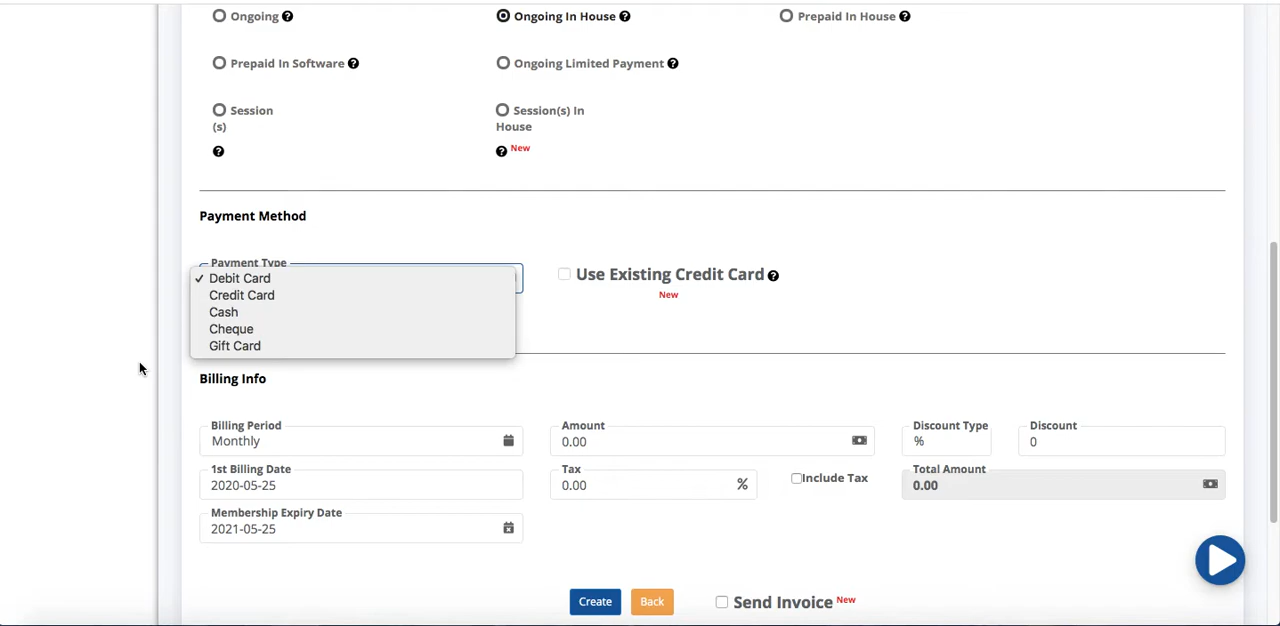 Ongoing ?
Ongoing In House ?
Prepaid In House ?
Prepaid In Software ?
Ongoing Limited Payment ?
Session
(s)
?
Session(s) In
House
? New
Payment Method
Payment Type
✓ Debit Card
Credit Card
Cash
Cheque
Gift Card
Use Existing Credit Card ?
New
Billing Info
Billing Period
Monthly
Amount
0.00
Discount Type
%
Discount
0
1st Billing Date
2020-05-25
Tax
0.00 %
Include Tax
Total Amount
0.00
Membership Expiry Date
2021-05-25
Create
Back
Send Invoice New